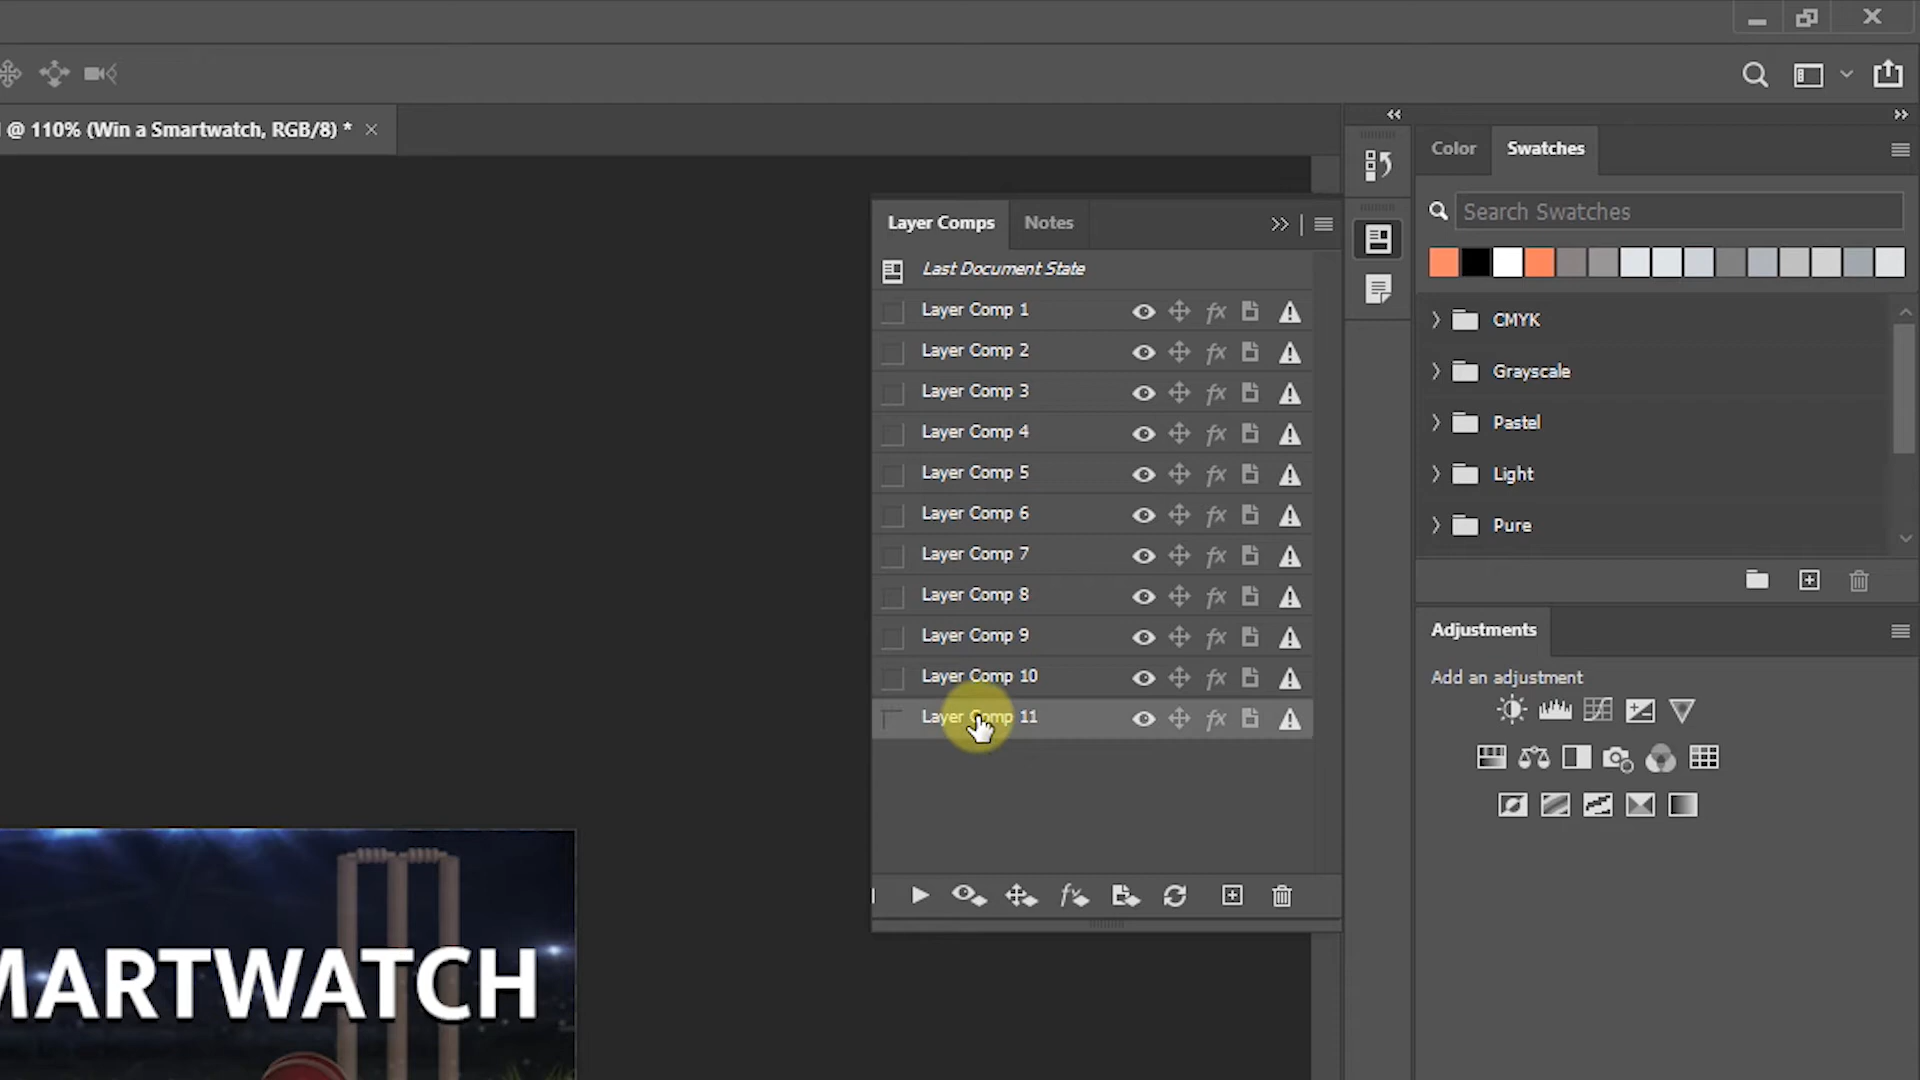 @ 110% (Win a Smartwatch, RGB/8) *
Layer Comps
Notes
Last Document State
Layer Comp 1
Layer Comp 2
Layer Comp 3
Layer Comp 4
Layer Comp 5
Layer Comp 6
Layer Comp 7
Layer Comp 8
Layer Comp 9
Layer Comp 10
Layer Comp 11
Color
Swatches
Search Swatches
CMYK
Grayscale
Pastel
Light
Pure
Adjustments
Add an adjustment
MARTWATCH